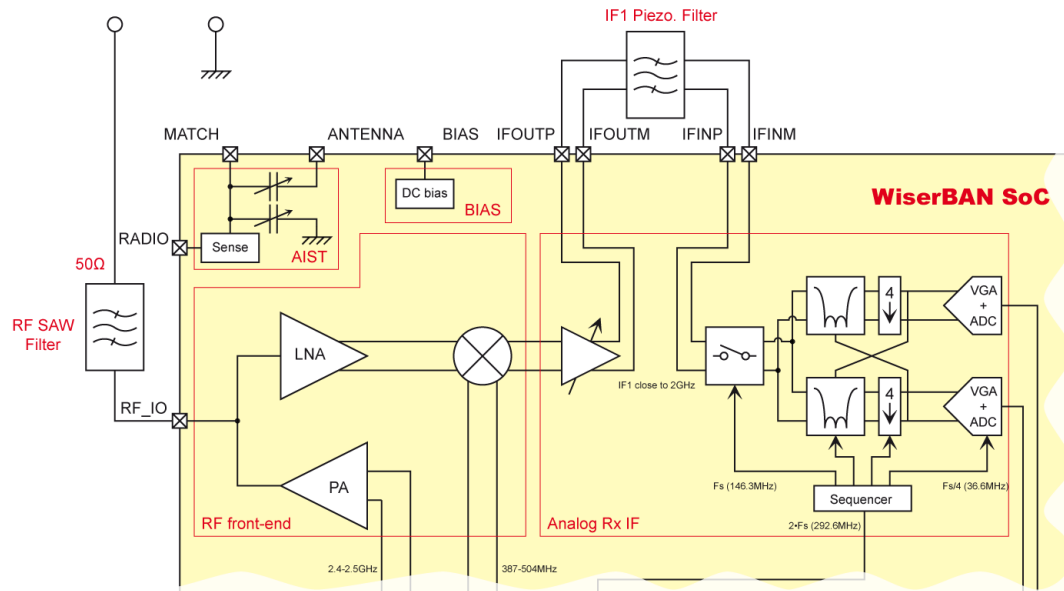 IF1 Piezo. Filter
MATCH
ANTENNA
BIAS
IFOUTP
IFOUTM
IFINP
IFINM
WiserBAN SoC
DC bias
BIAS
RADIO
Sense
AIST
50Ω
RF SAW
Filter
LNA
4
VGA
+
ADC
IF1 close to 2GHz
4
VGA
+
ADC
RF_IO
PA
Fs (146.3MHz)
Fs/4 (36.6MHz)
Sequencer
RF front-end
Analog Rx IF
2•Fs (292.6MHz)
2.4-2.5GHz
387-504MHz